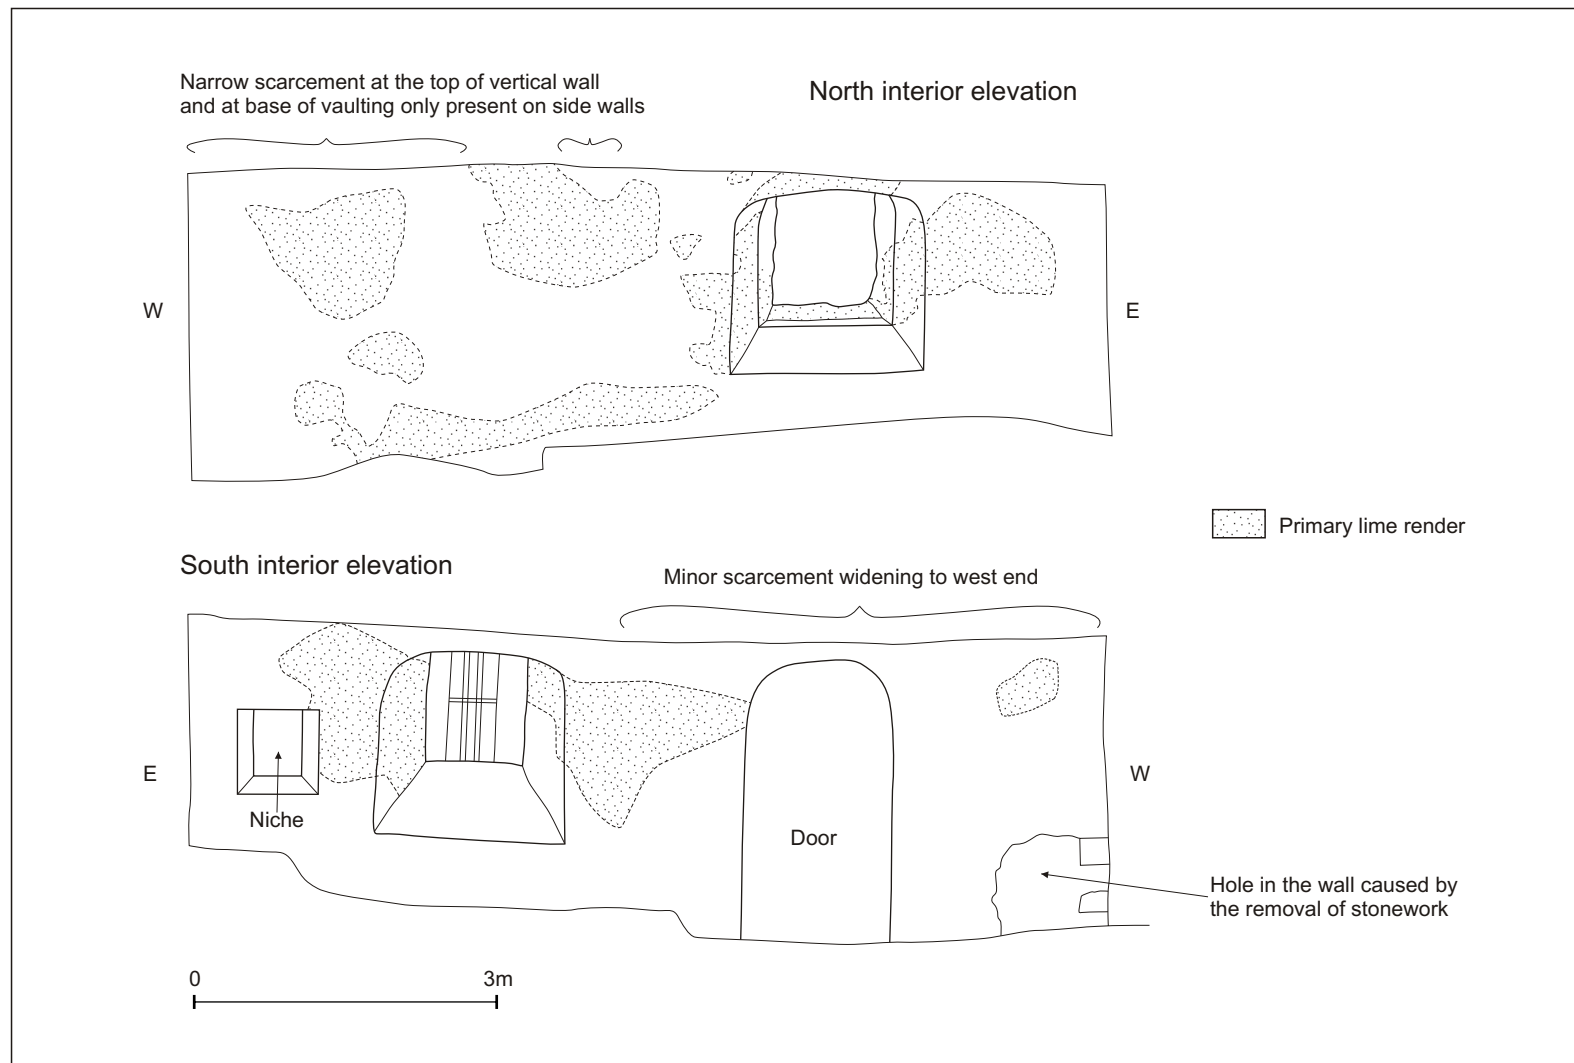 Narrow scarcement at the top of vertical wall
and at base of vaulting only present on side walls
North interior elevation
W
E
Primary lime render
South interior elevation
Minor scarcement widening to west end
E
W
Niche
Door
Hole in the wall caused by
the removal of stonework
0
3m